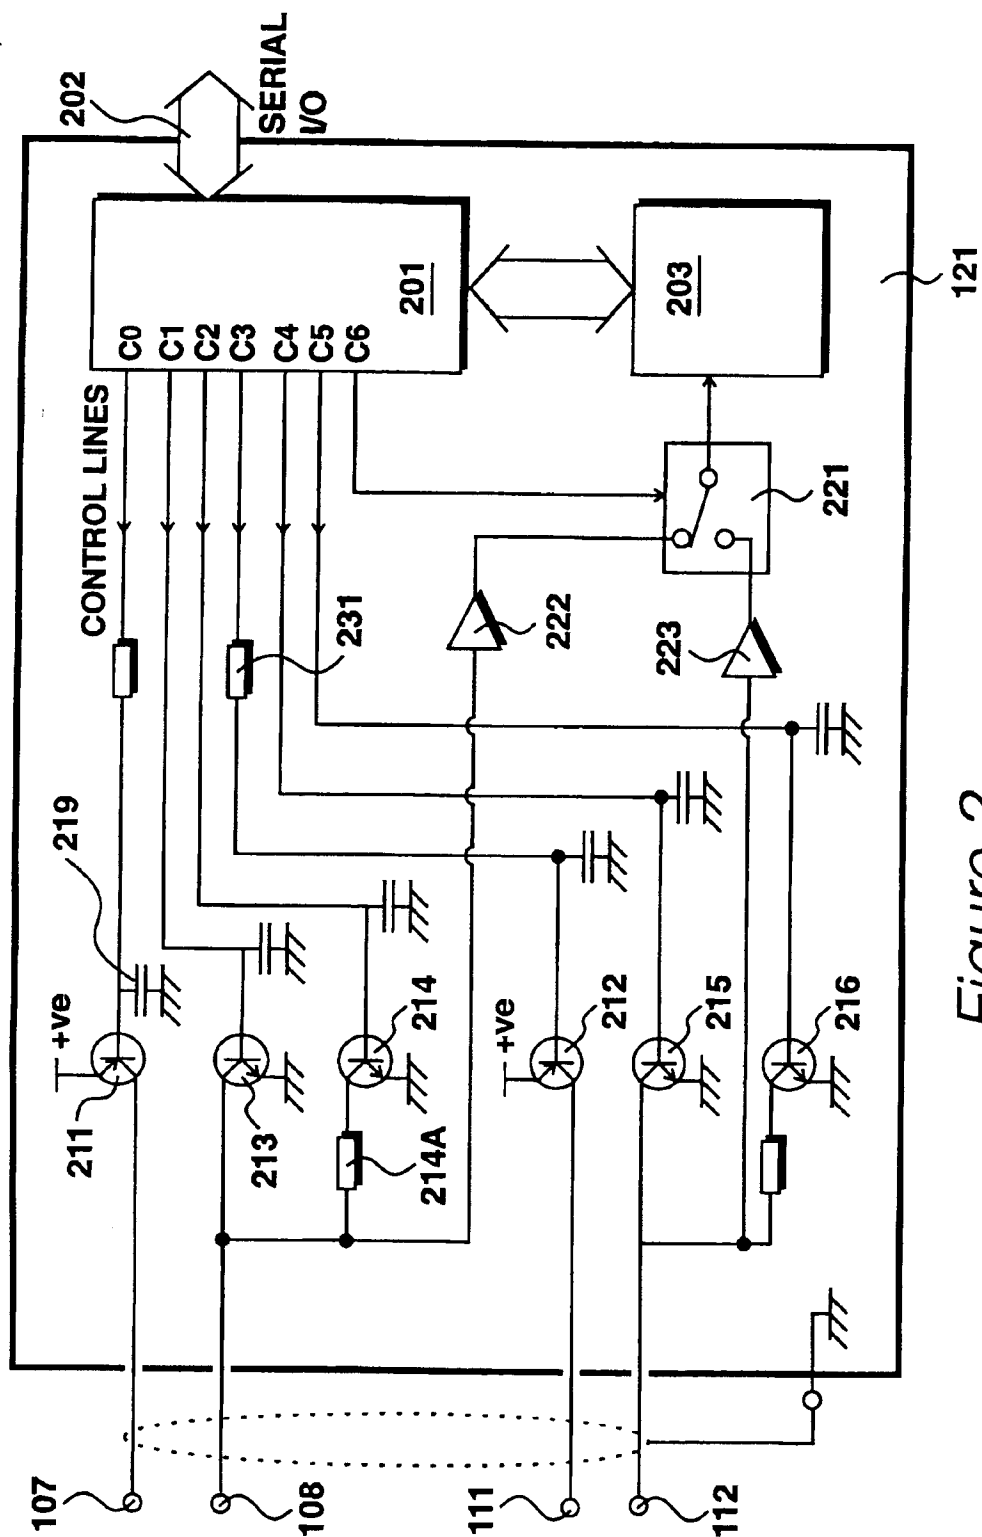 202
SERIAL
I/O
CONTROL LINES
C0
C1
C2
C3
C4
C5
C6
201
203
121
221
222
223
231
219
+ve
211
213
214
214A
+ve
212
215
216
107
108
111
112
Figure 2